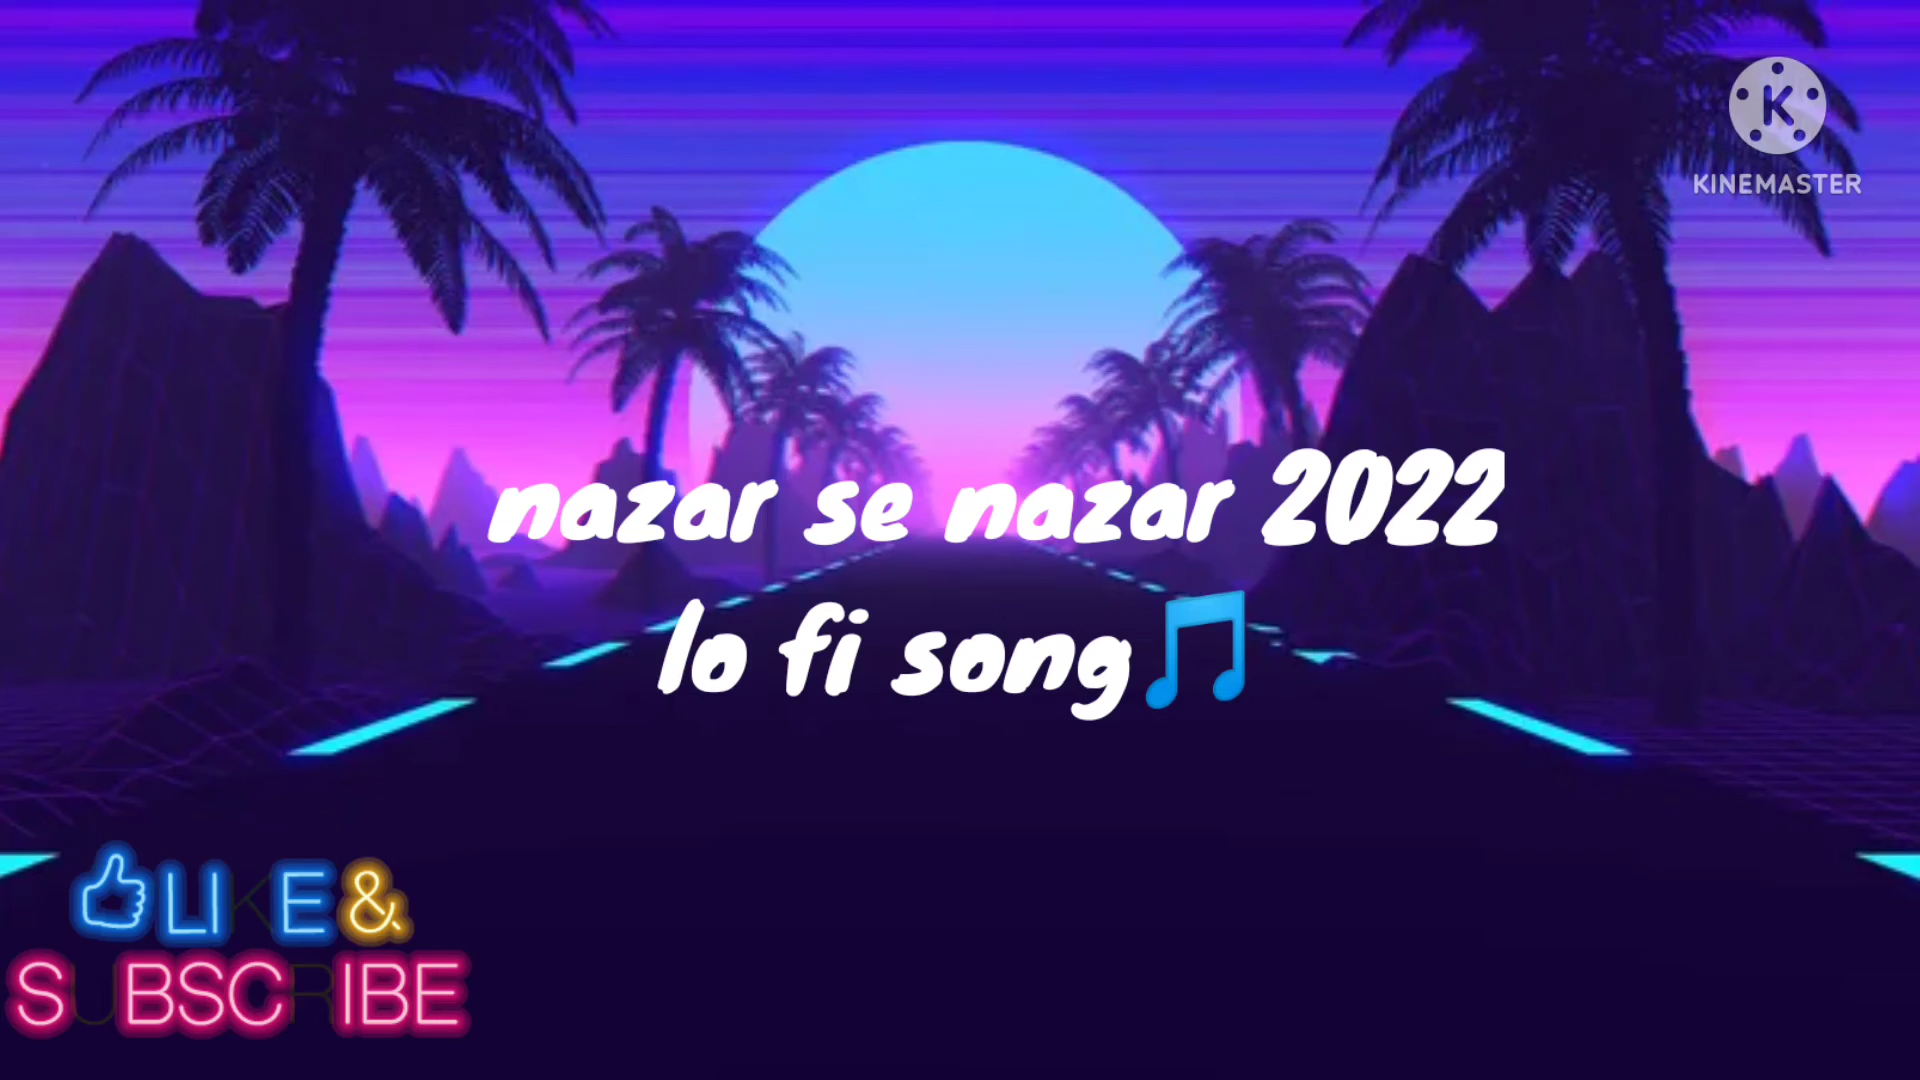 KINEMASTER
nazar se nazar 2022
lo fi song🎵
LIKE &
SUBSCRIBE